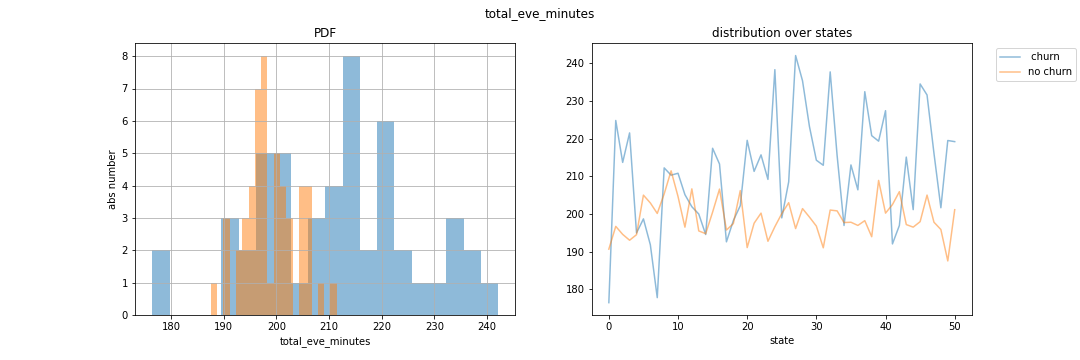 total_eve_minutes
PDF
abs number
8
7
6
5
4
3
2
1
0
180 190 200 210 220 230 240
total_eve_minutes
distribution over states
240
230
220
210
200
190
180
0 10 20 30 40 50
state
churn
no churn